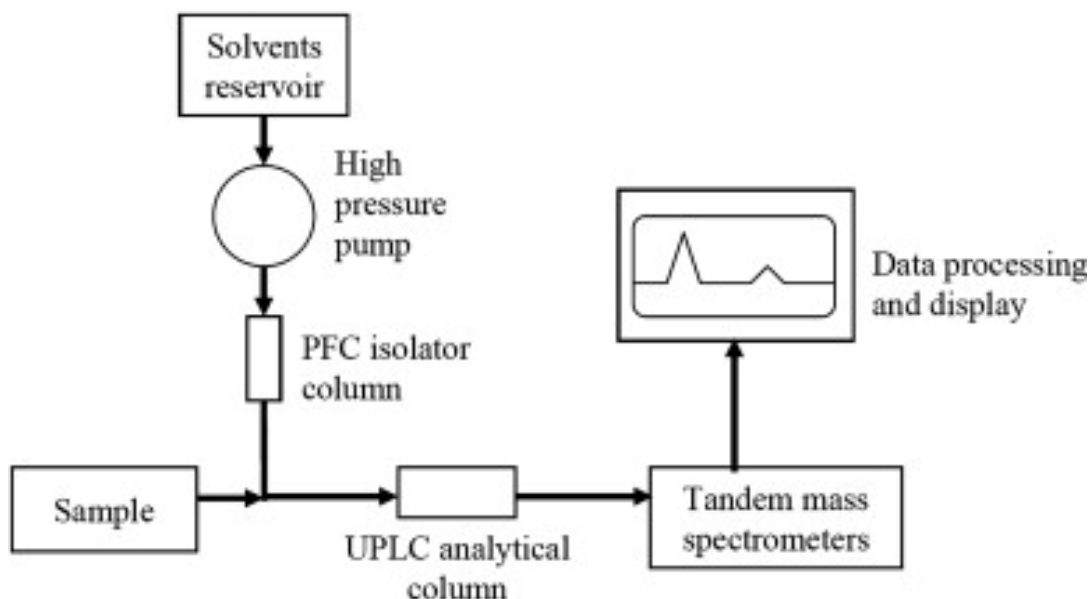 Solvents
reservoir
High
pressure
pump
PFC isolator
column
Data processing
and display
Sample
UPLC analytical
column
Tandem mass
spectrometers